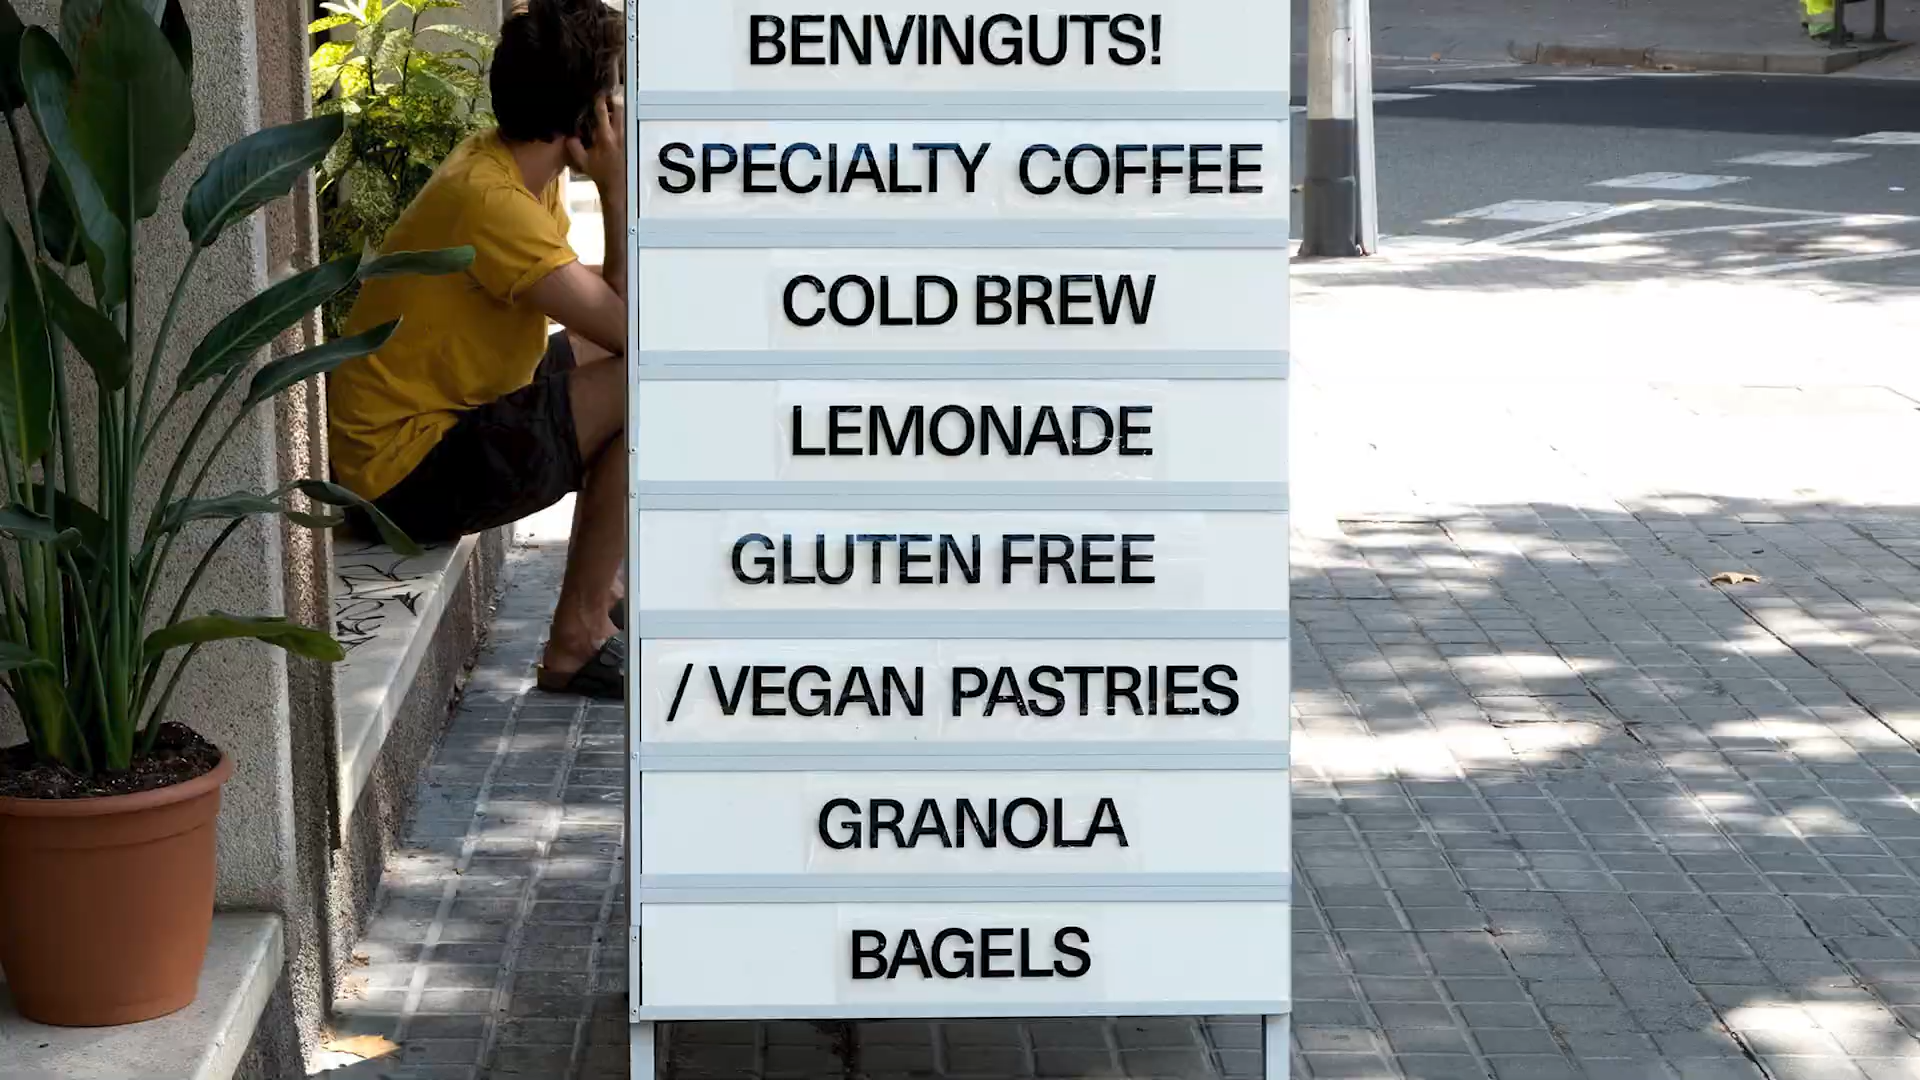 BENVINGUTS!
SPECIALTY COFFEE
COLD BREW
LEMONADE
GLUTEN FREE
/ VEGAN PASTRIES
GRANOLA
BAGELS